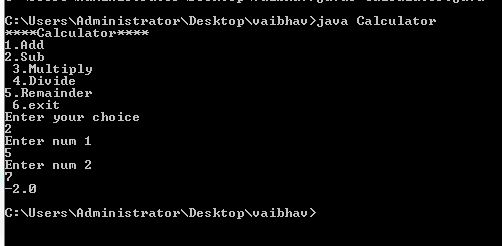 C:\Users\Administrator\Desktop\vaibhav>java Calculator
****Calculator****
1.Add
2.Sub
 3.Multiply
 4.Divide
5.Remainder
 6.exit
Enter your choice
2
Enter num 1
5
Enter num 2
7
-2.0
C:\Users\Administrator\Desktop\vaibhav>